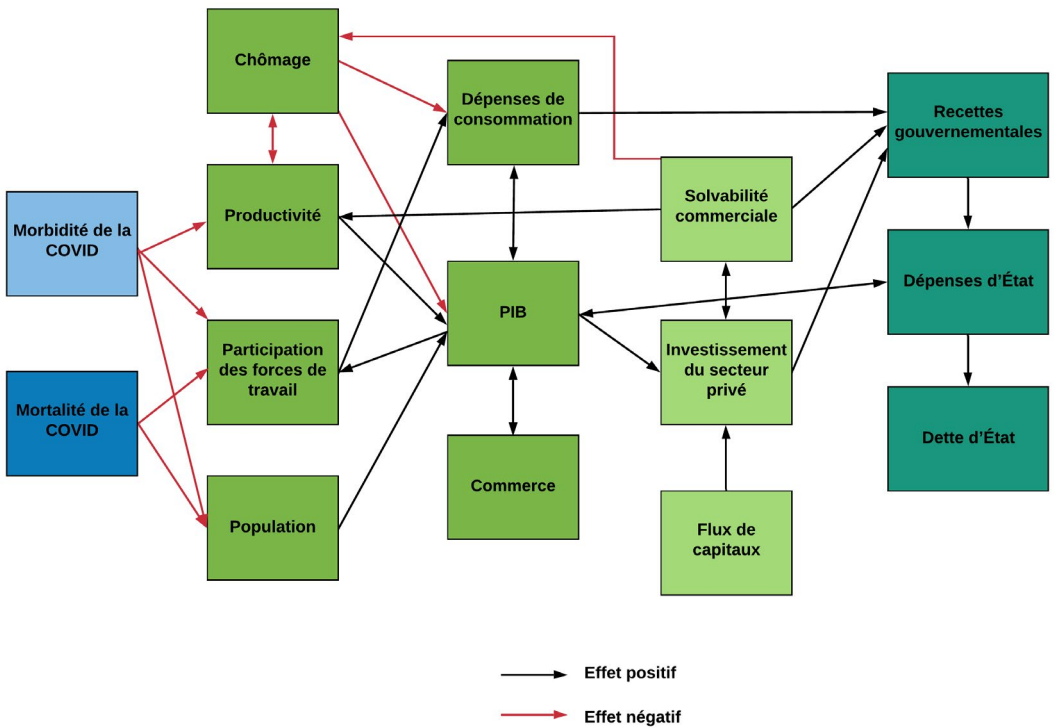 Chômage
Dépenses de
consommation
Recettes
gouvernementales
Morbidité de la
COVID
Productivité
Solvabilité
commerciale
PIB
Dépenses d'État
Participation
des forces de
travail
Investissement
du secteur
privé
Mortalité de la
COVID
Dette d'État
Population
Commerce
Flux de
capitaux
Effet positif
Effet négatif